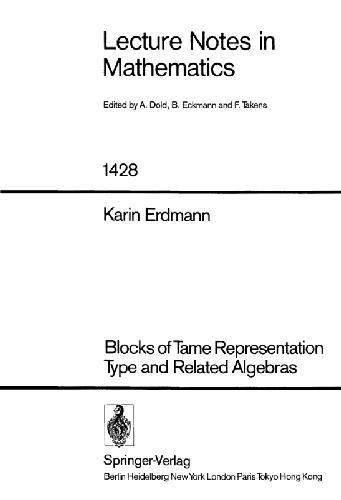 Lecture Notes in
Mathematics
Edited by A. Dold, B. Eckmann and F. Takens
1428
Karin Erdmann
Blocks of Tame Representation
Type and Related Algebras
Springer-Verlag
Berlin Heidelberg New York London Paris Tokyo Hong Kong